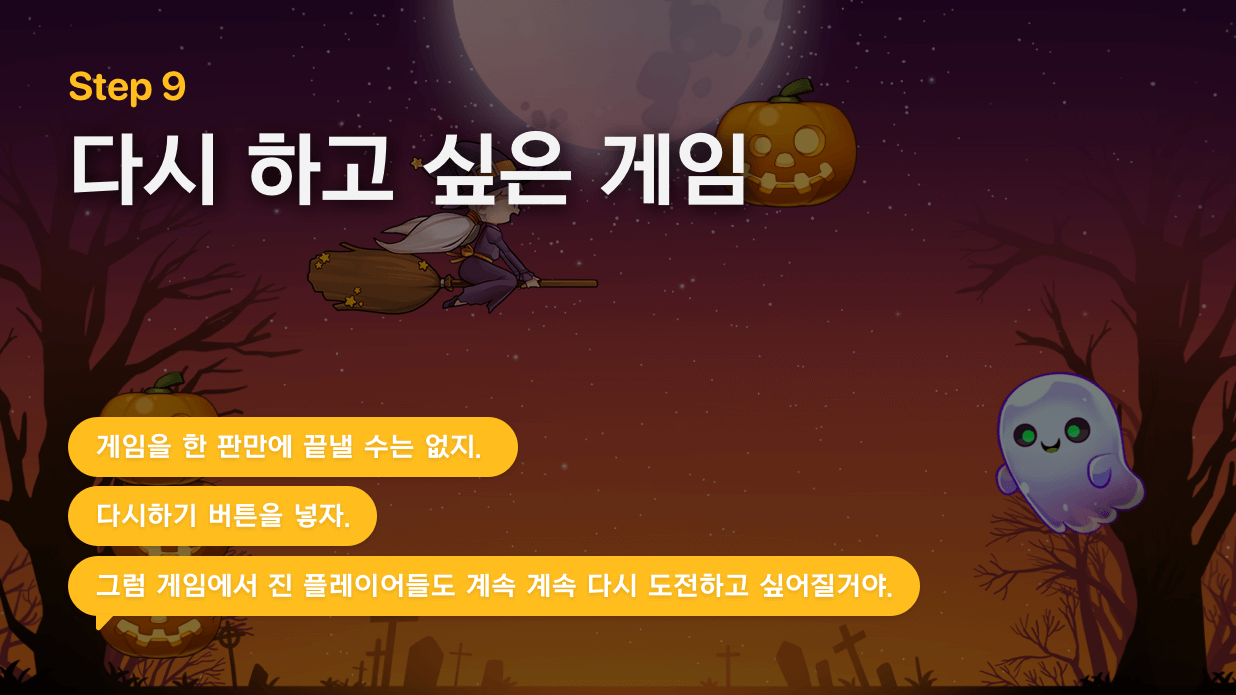 Step 9
다시 하고 싶은 게임
게임을 한 판만에 끝낼 수는 없지.
다시하기 버튼을 넣자.
그럼 게임에서 진 플레이어들도 계속 계속 다시 도전하고 싶어질거야.